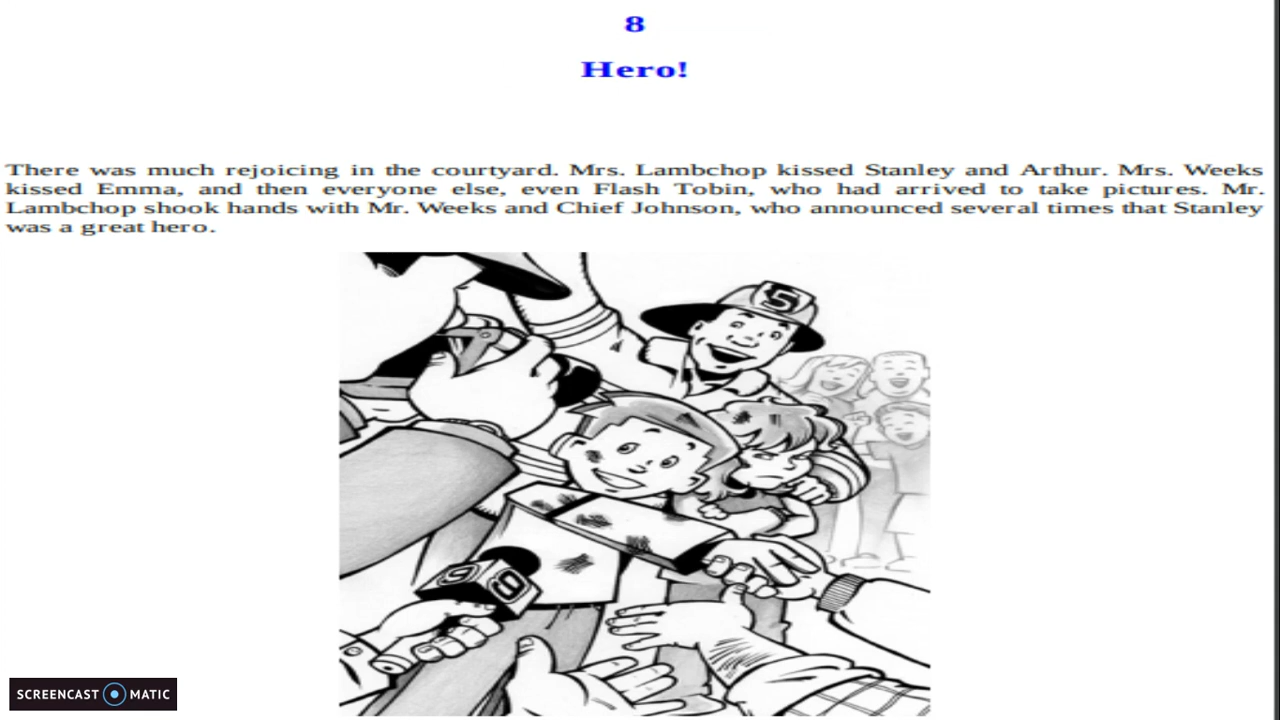 8
Hero!
There was much rejoicing in the courtyard. Mrs. Lambchop kissed Stanley and Arthur. Mrs. Weeks
kissed Emma, and then everyone else, even Flash Tobin, who had arrived to take pictures. Mr.
Lambchop shook hands with Mr. Weeks and Chief Johnson, who announced several times that Stanley
was a great hero.
5
SCREENCAST MATIC